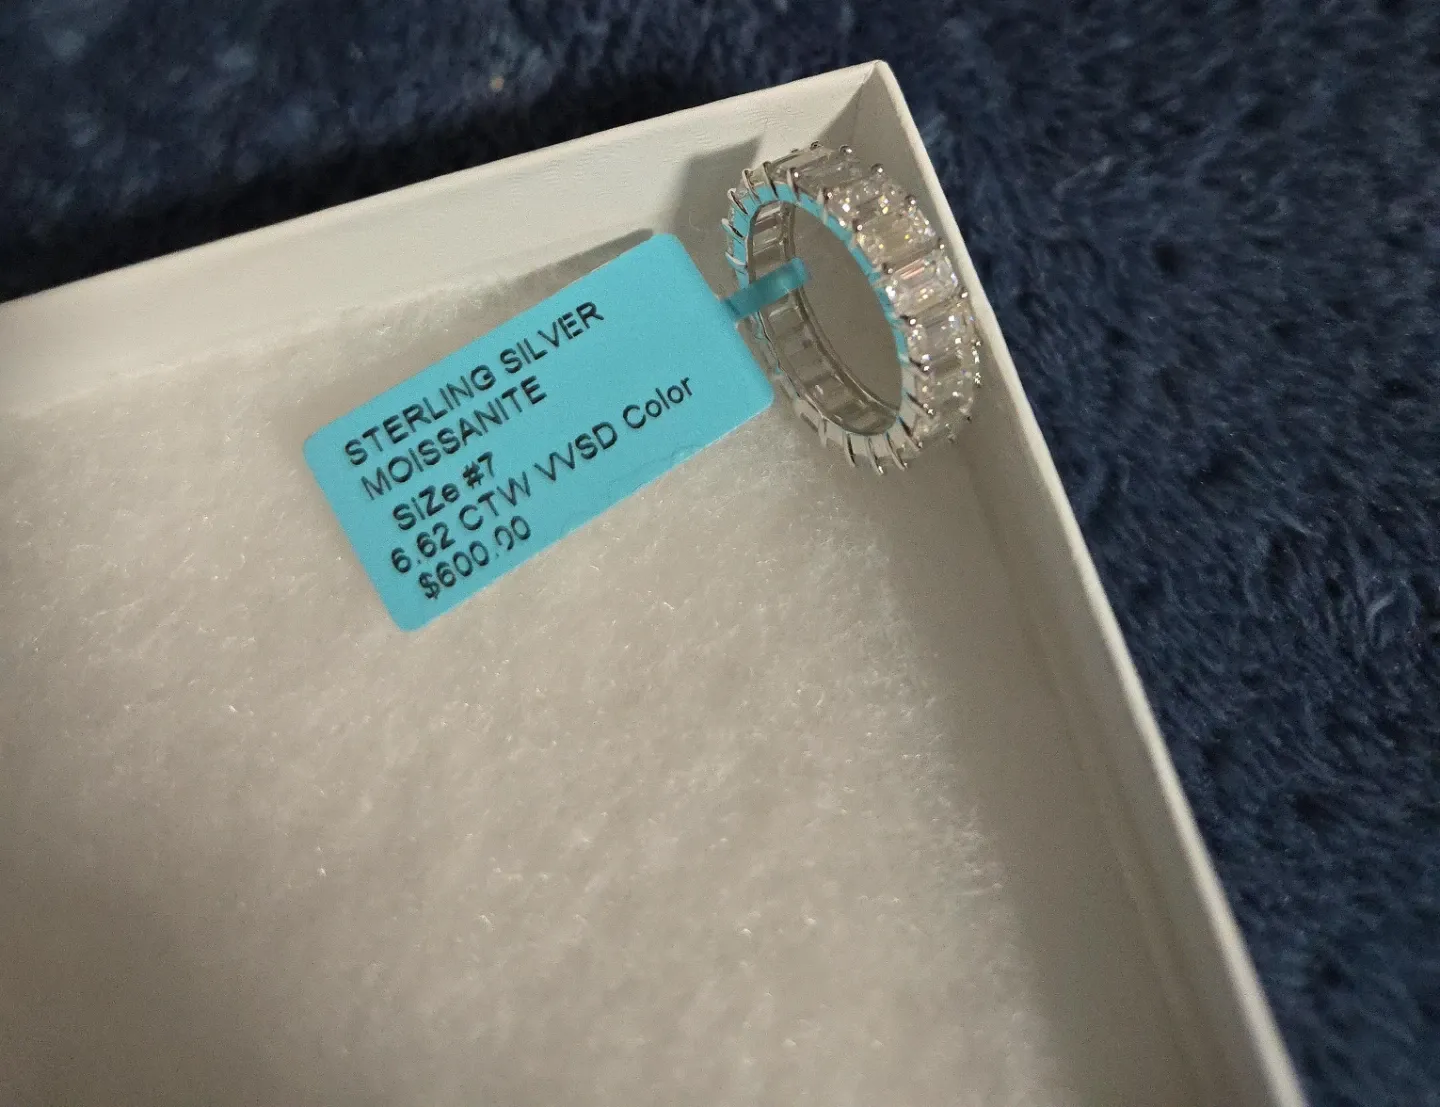 STERLING SILVER
MOISSANITE
SIZe #7
6.62 CTW VVSD Color
$600.00